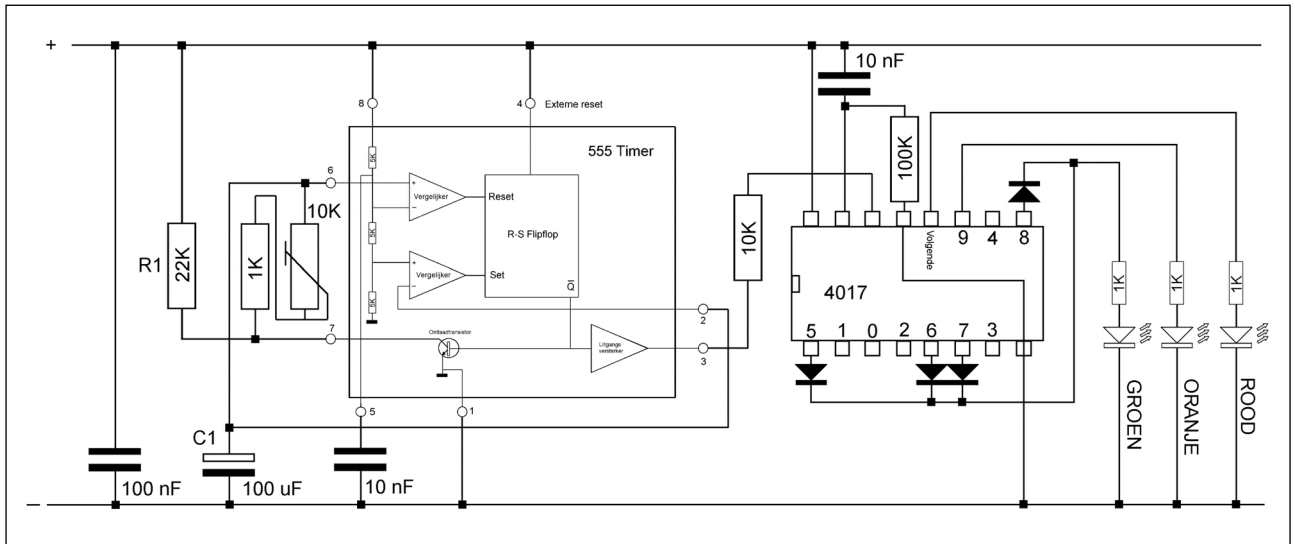 +
10 nF
8
4
Externe reset
555 Timer
6
10K
5K
+
Vergelijker
−
Reset
R-S Flipflop
5K
+
Vergelijker
−
Set
Q!
5K
R1
22K
1K
7
Ontlaadtransistor
Uitgangs
versterker
2
3
5
1
10K
100K
Volgende
9
4
8
4017
5
1
0
2
6
7
3
1K
1K
1K
GROEN
ORANJE
ROOD
C1
100 nF
100 uF
10 nF
−